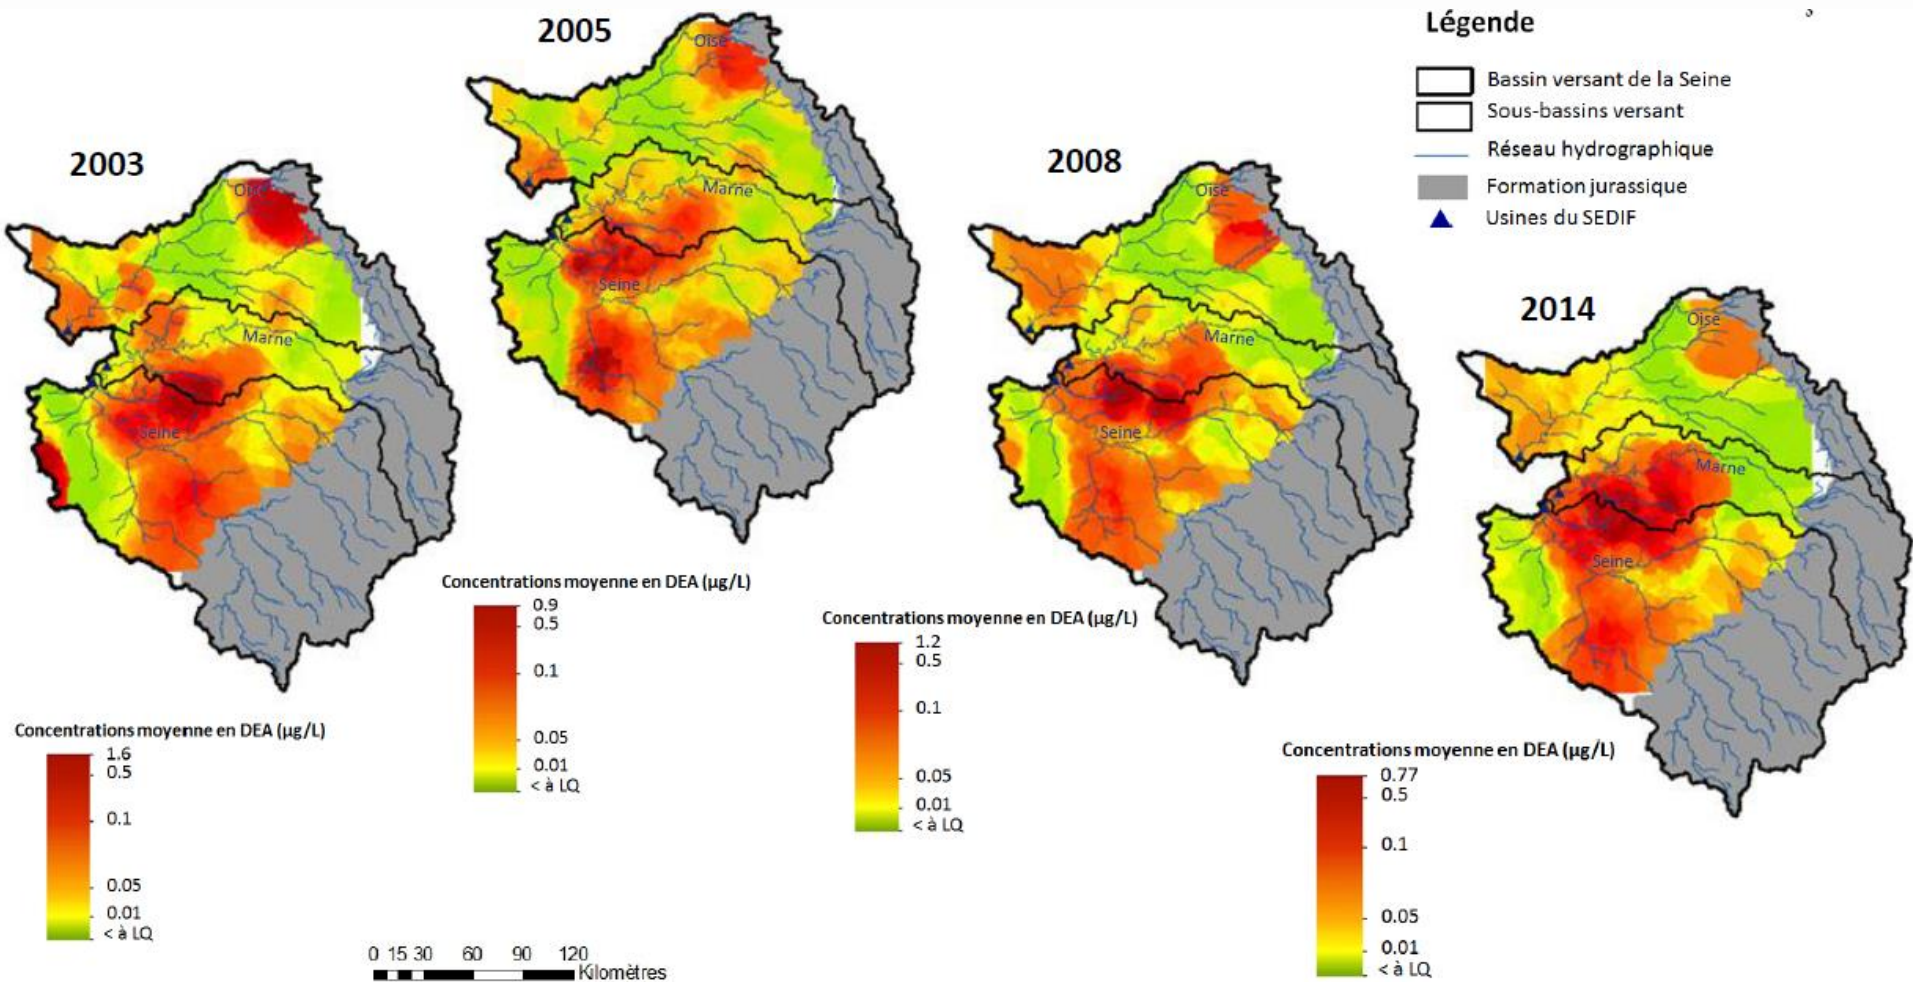 2003
Oise
Marne
Seine
Concentrations moyenne en DEA (µg/L)
1.6
0.5
0.1
0.05
0.01
< à LQ
2005
Oise
Marne
Seine
Concentrations moyenne en DEA (µg/L)
0.9
0.5
0.1
0.05
0.01
< à LQ
2008
Oise
Marne
Seine
Concentrations moyenne en DEA (µg/L)
1.2
0.5
0.1
0.05
0.01
< à LQ
2014
Oise
Marne
Seine
Concentrations moyenne en DEA (µg/L)
0.77
0.5
0.1
0.05
0.01
< à LQ
Légende
Bassin versant de la Seine
Sous-bassins versant
Réseau hydrographique
Formation jurassique
Usines du SEDIF
0 15 30 60 90 120
Kilomètres